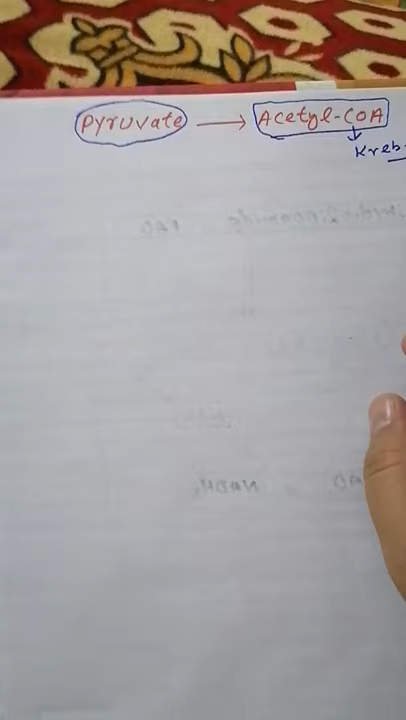 Pyruvate → Acetyl-COA
↓
Kreb